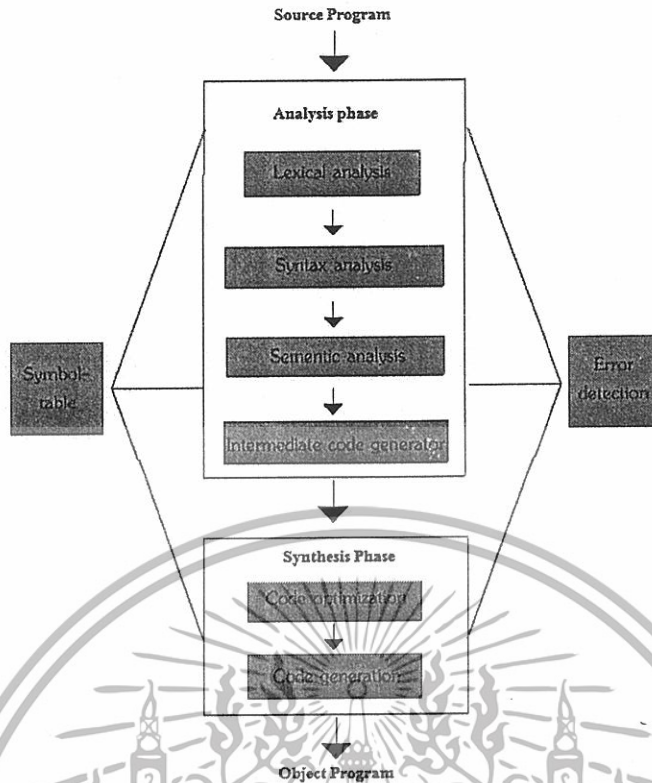 Source Program
Analysis phase
Lexical analysis
Syntax analysis
Sementic analysis
Symbol-
table
Error
detection
Intermediate code generator
Synthesis Phase
Code optimization
Code generation
Object Program